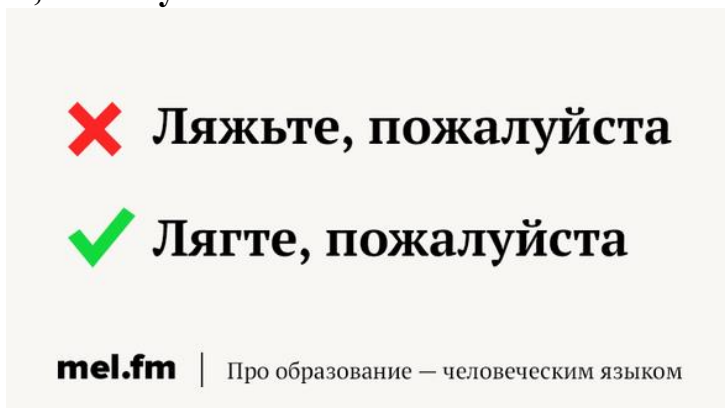 Ляжьте, пожалуйста
Лягте, пожалуйста
mel.fm | Про образование — человеческим языком